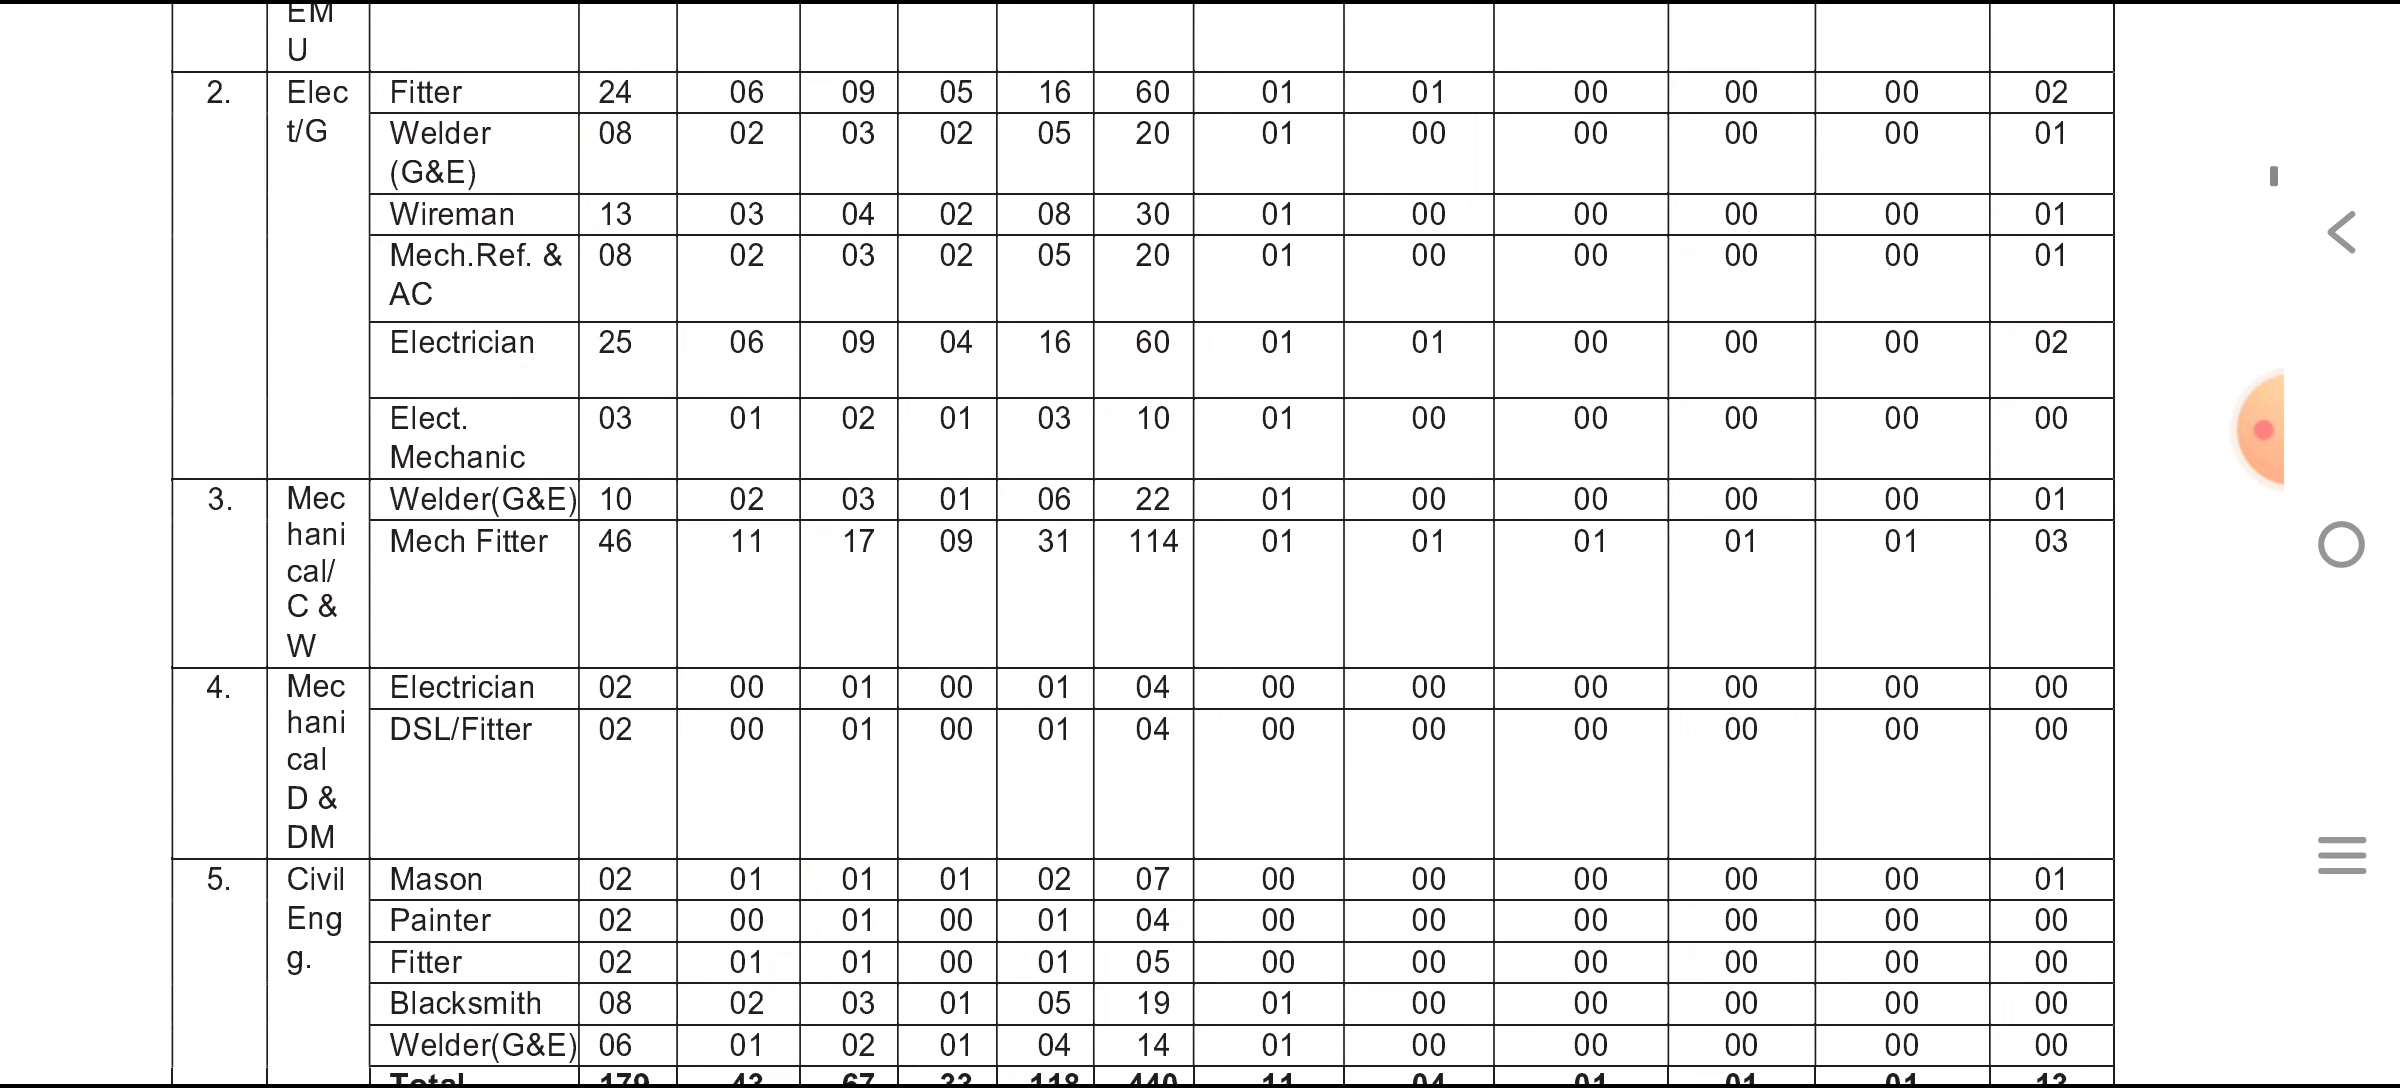 EM
U
2. Elec Fitter 24 06 09 05 16 60 01 01 00 00 00 02
t/G Welder 08 02 03 02 05 20 01 00 00 00 00 01
(G&E)
Wireman 13 03 04 02 08 30 01 00 00 00 00 01
Mech.Ref. & 08 02 03 02 05 20 01 00 00 00 00 01
AC
Electrician 25 06 09 04 16 60 01 01 00 00 00 02
Elect. 03 01 02 01 03 10 01 00 00 00 00 00
Mechanic
3. Mec Welder(G&E) 10 02 03 01 06 22 01 00 00 00 00 01
hani Mech Fitter 46 11 17 09 31 114 01 01 01 01 01 03
cal/
C &
W
4. Mec Electrician 02 00 01 00 01 04 00 00 00 00 00 00
hani DSL/Fitter 02 00 01 00 01 04 00 00 00 00 00 00
cal
D &
DM
5. Civil Mason 02 01 01 01 02 07 00 00 00 00 00 01
Eng Painter 02 00 01 00 01 04 00 00 00 00 00 00
g. Fitter 02 01 01 00 01 05 00 00 00 00 00 00
Blacksmith 08 02 03 01 05 19 01 00 00 00 00 00
Welder(G&E) 06 01 02 01 04 14 01 00 00 00 00 00
Total 179 43 67 33 118 440 11 04 01 01 01 13